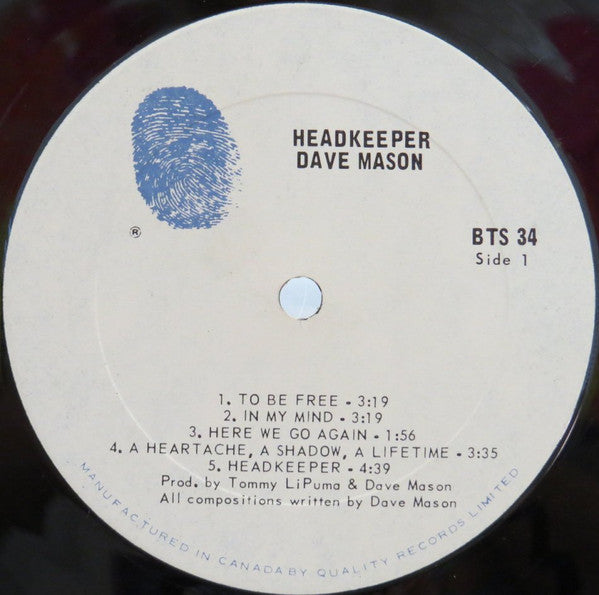 HEADKEEPER
DAVE MASON
®
BTS 34
Side 1
1. TO BE FREE - 3:19
2. IN MY MIND - 3:19
3. HERE WE GO AGAIN - 1:56
4. A HEARTACHE, A SHADOW, A LIFETIME - 3:35
5. HEADKEEPER - 4:39
Prod. by Tommy LiPuma & Dave Mason
All compositions written by Dave Mason
MANUFACTURED IN CANADA BY QUALITY RECORDS LIMITED